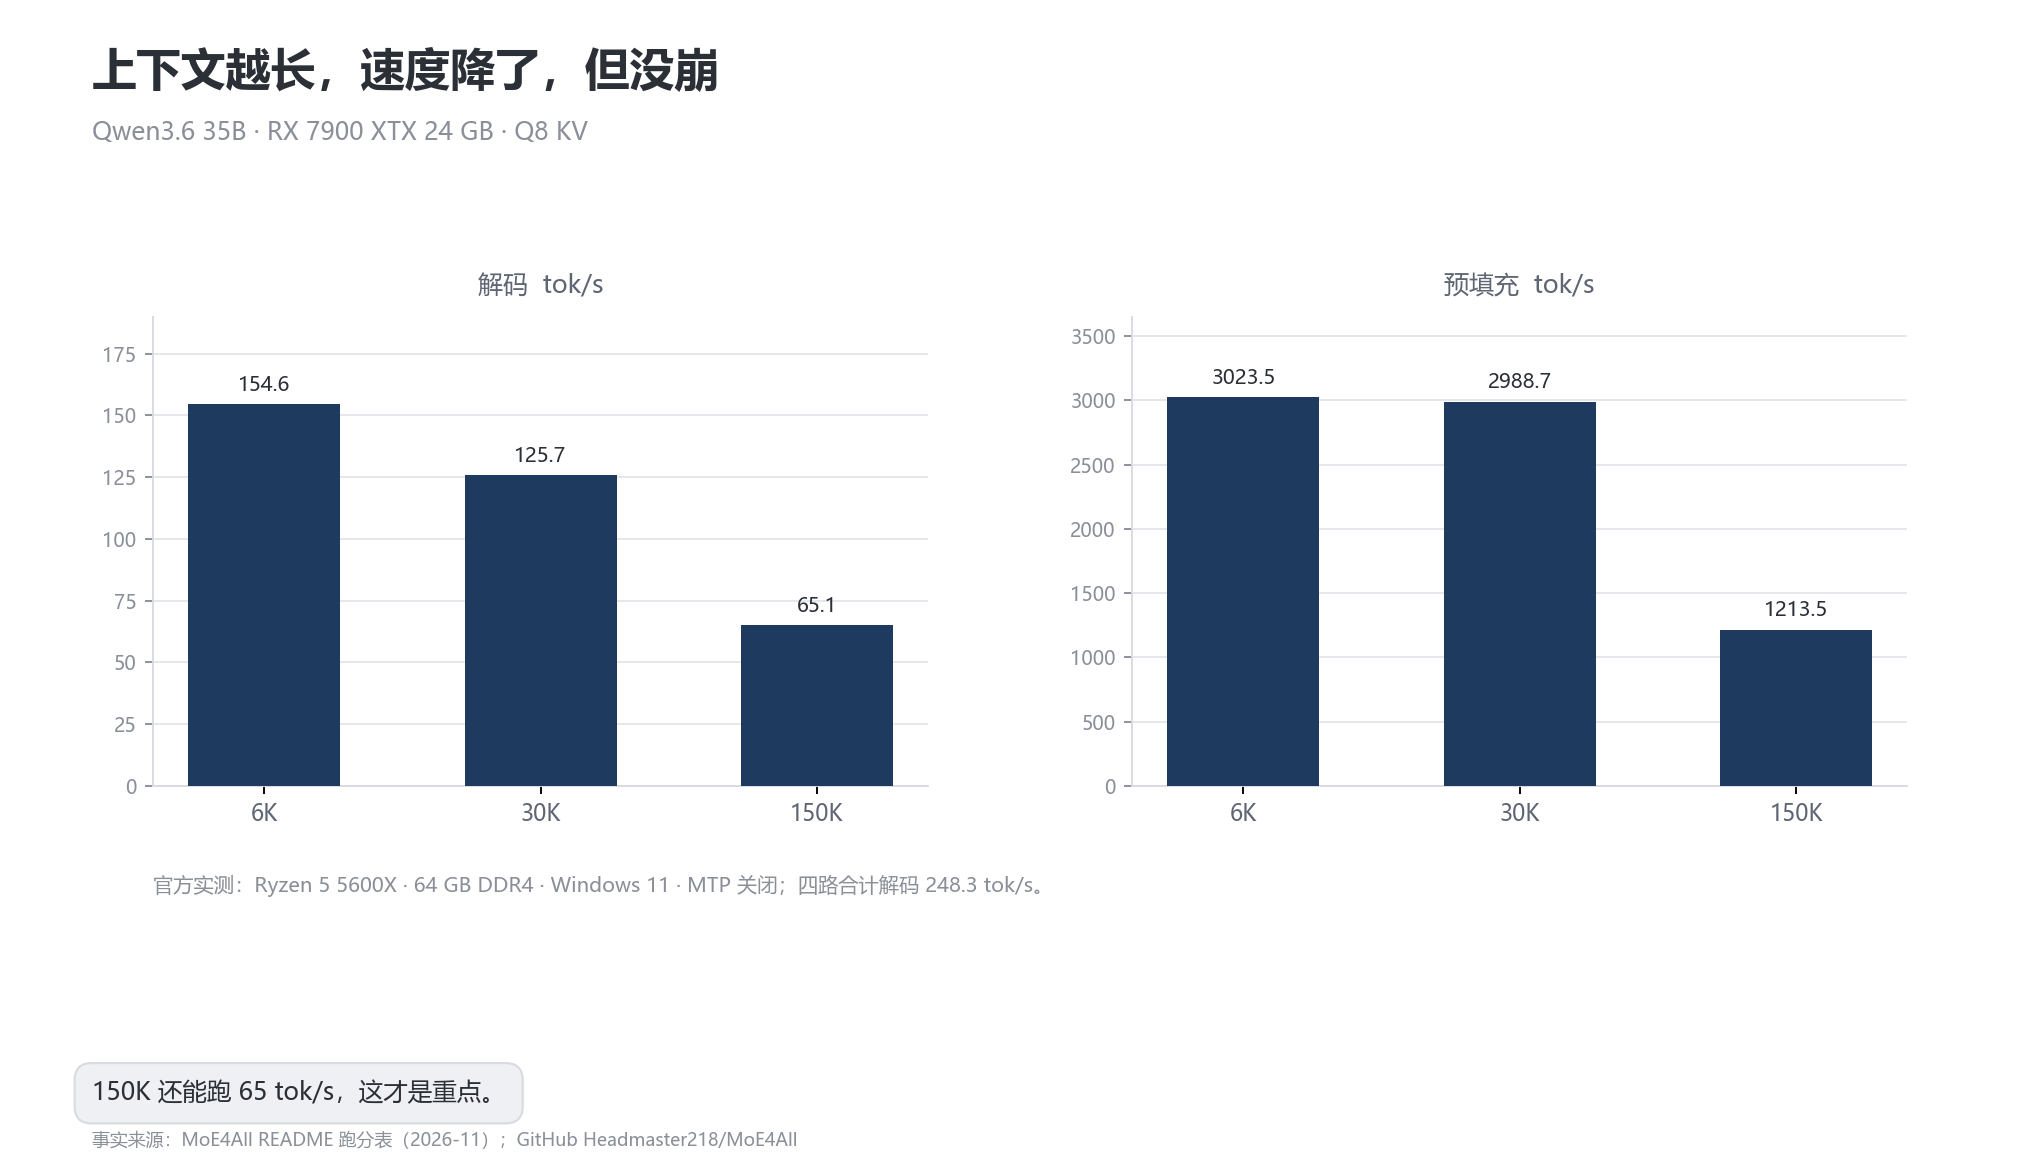 上下文越长，速度降了，但没崩
Qwen3.6 35B · RX 7900 XTX 24 GB · Q8 KV
解码 tok/s
175
150
125
100
75
50
25
0
154.6
125.7
65.1
6K
30K
150K
预填充 tok/s
3500
3000
2500
2000
1500
1000
500
0
3023.5
2988.7
1213.5
6K
30K
150K
官方实测：Ryzen 5 5600X · 64 GB DDR4 · Windows 11 · MTP 关闭；四路合计解码 248.3 tok/s。
150K 还能跑 65 tok/s，这才是重点。
事实来源：MoE4All README 跑分表（2026-11）；GitHub Headmaster218/MoE4All